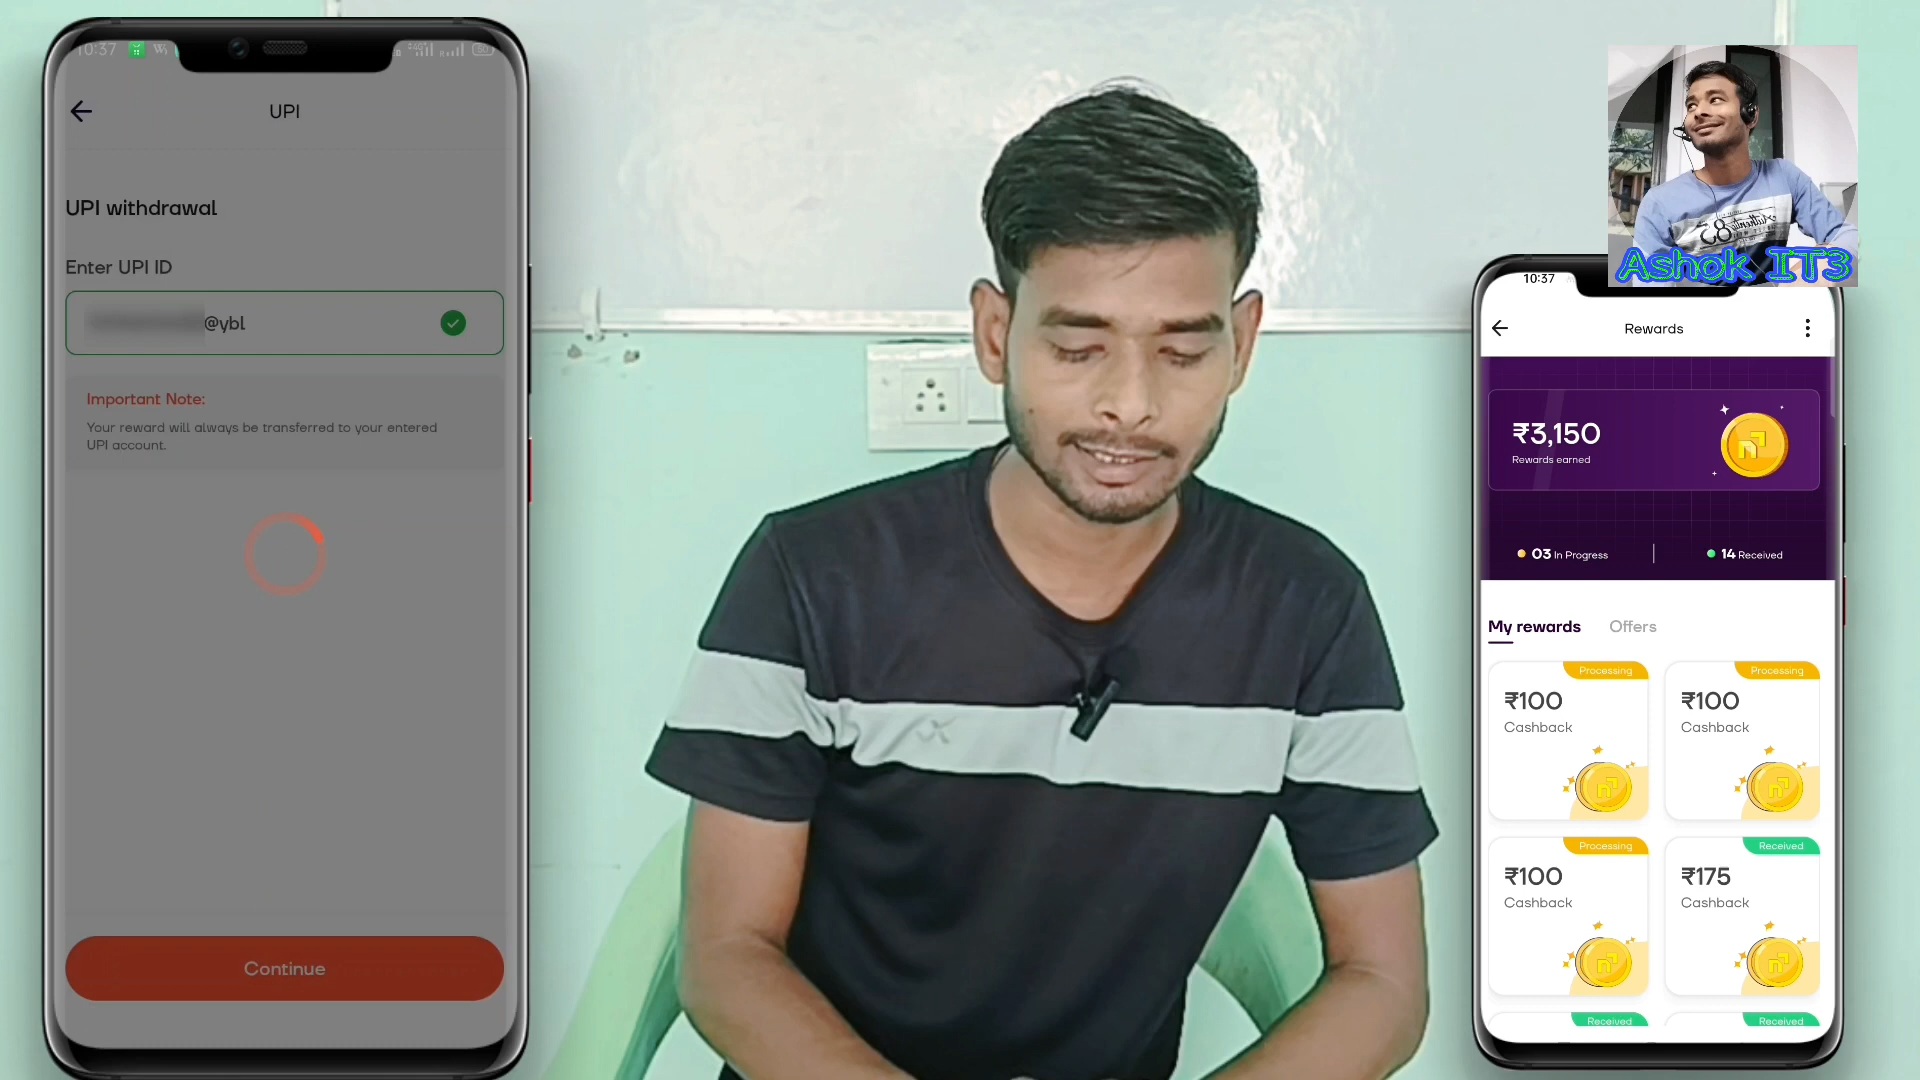 10:37
UPI
UPI withdrawal
Enter UPI ID
@ybl
Important Note:
Your reward will always be transferred to your entered
UPI account.
Continue
Ashok IT3
10:37
Rewards
₹3,150
Rewards earned
03 In Progress
14 Received
My rewards
Offers
Processing
₹100
Cashback
Processing
₹100
Cashback
Processing
₹100
Cashback
Received
₹175
Cashback
Received
Received